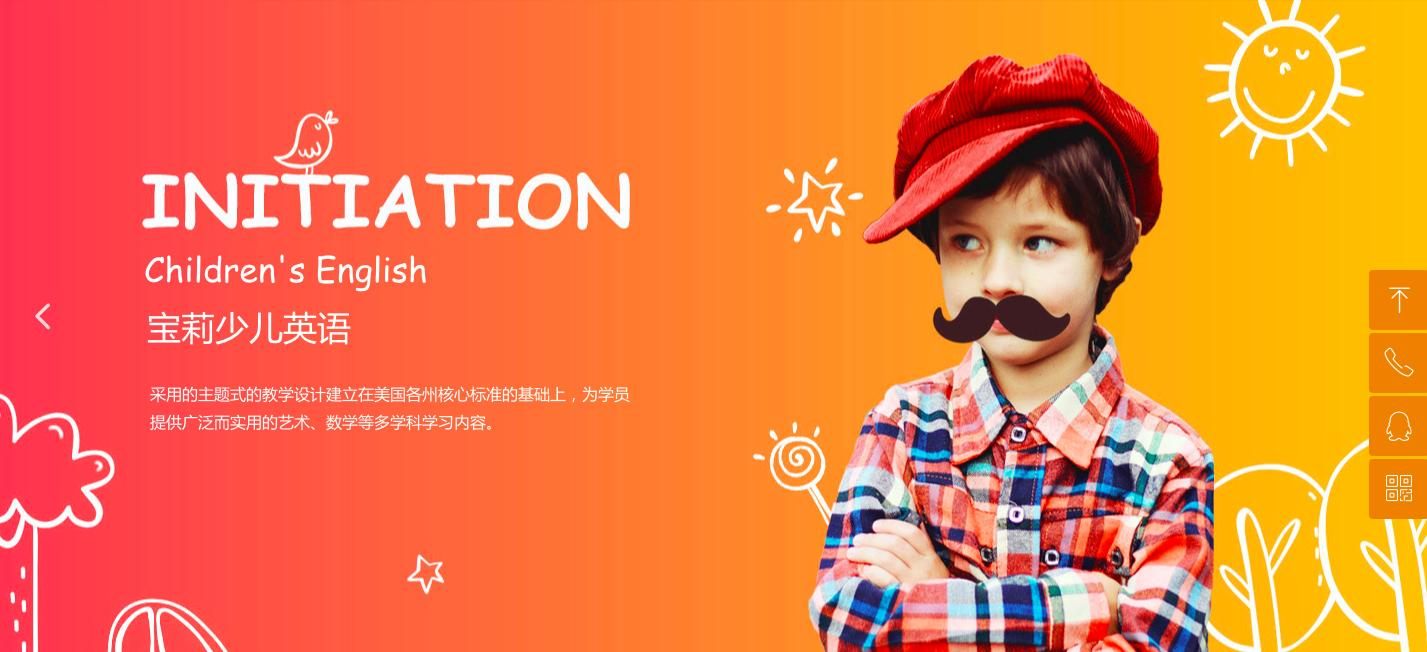 INITIATION
Children's English
宝莉少儿英语
采用的主题式的教学设计建立在美国各州核心标准的基础上，为学员
提供广泛而实用的艺术、数学等多学科学习内容。